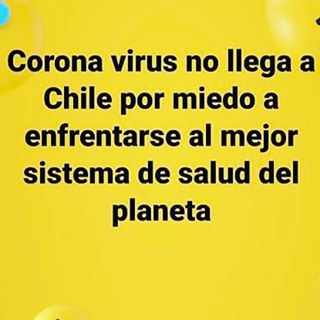 Corona virus no llega a
Chile por miedo a
enfrentarse al mejor
sistema de salud del
planeta